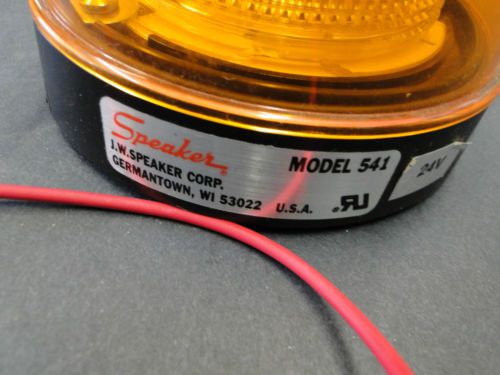 Speaker
J.W.SPEAKER CORP.
GERMANTOWN, WI 53022 U.S.A.
MODEL 541
24V